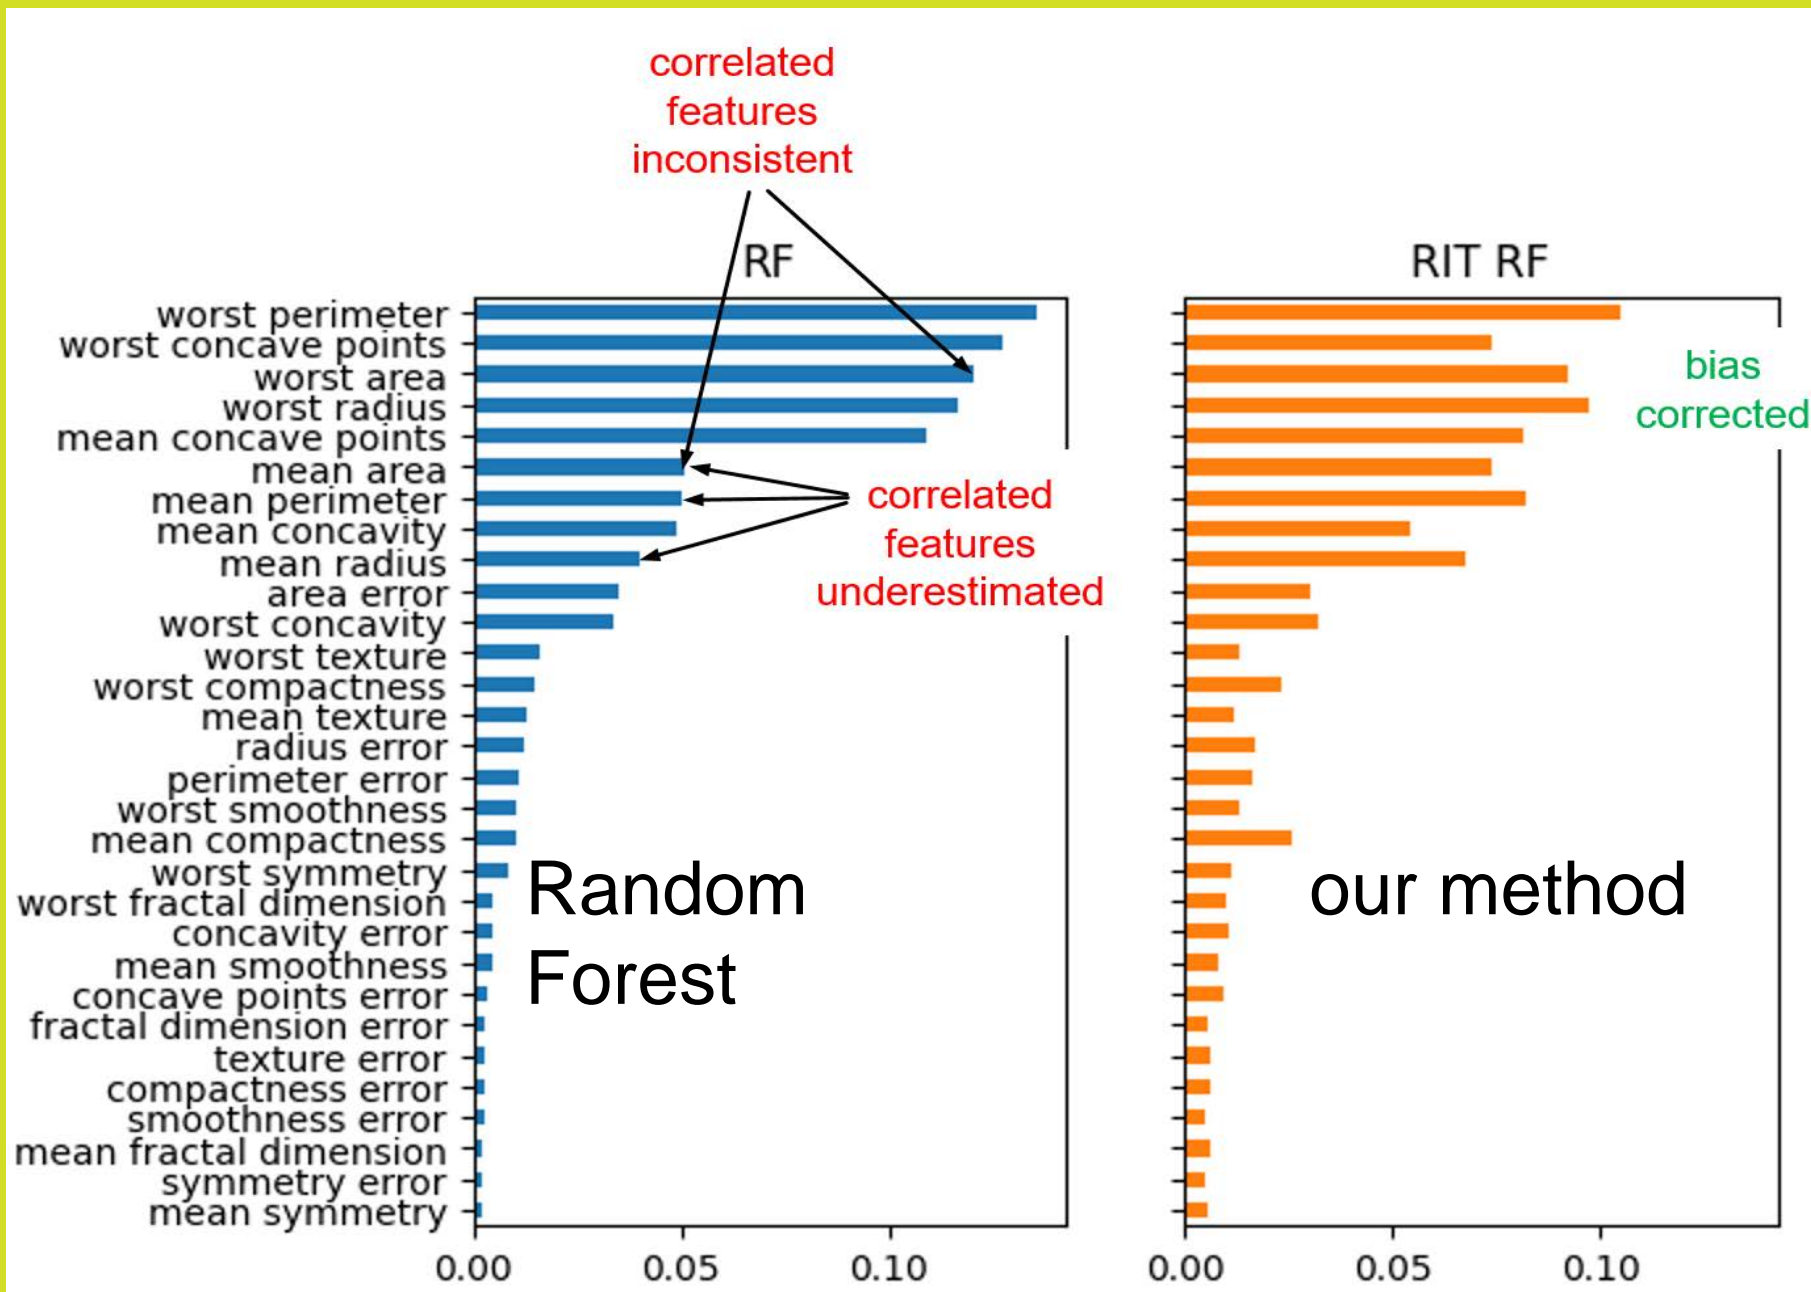 correlated
features
inconsistent
RF
RIT RF
worst perimeter
worst concave points
worst area
worst radius
mean concave points
mean area
mean perimeter
mean concavity
mean radius
area error
worst concavity
worst texture
worst compactness
mean texture
radius error
perimeter error
worst smoothness
mean compactness
worst symmetry
worst fractal dimension
concavity error
mean smoothness
concave points error
fractal dimension error
texture error
compactness error
smoothness error
mean fractal dimension
symmetry error
mean symmetry
correlated
features
underestimated
bias
corrected
Random
Forest
our method
0.00 0.05 0.10
0.00 0.05 0.10